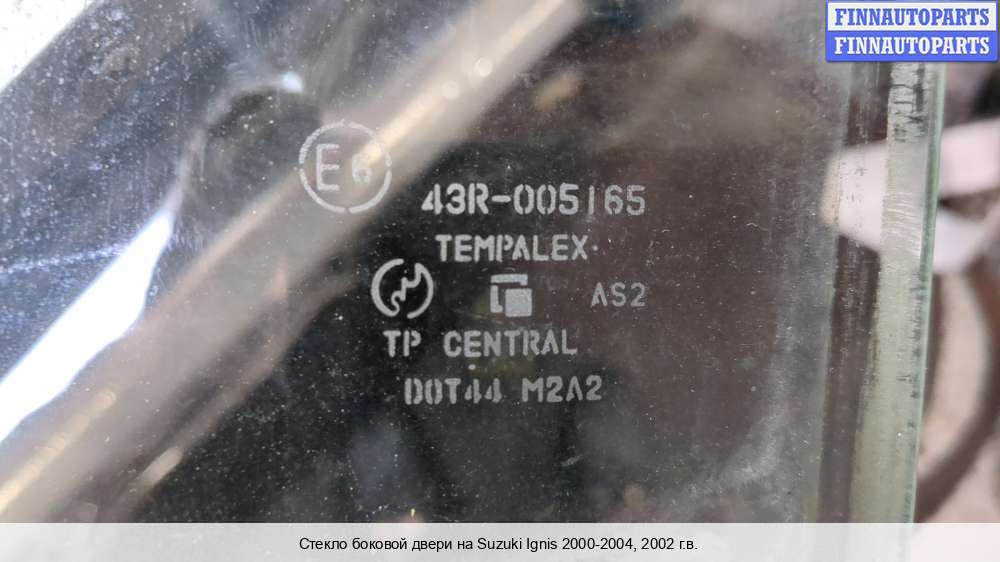 FINNAUTOPARTS
FINNAUTOPARTS
E6
43R-005165
TEMPALEX
AS2
TP CENTRAL
DOT44 M2A2
Стекло боковой двери на Suzuki Ignis 2000-2004, 2002 г.в.